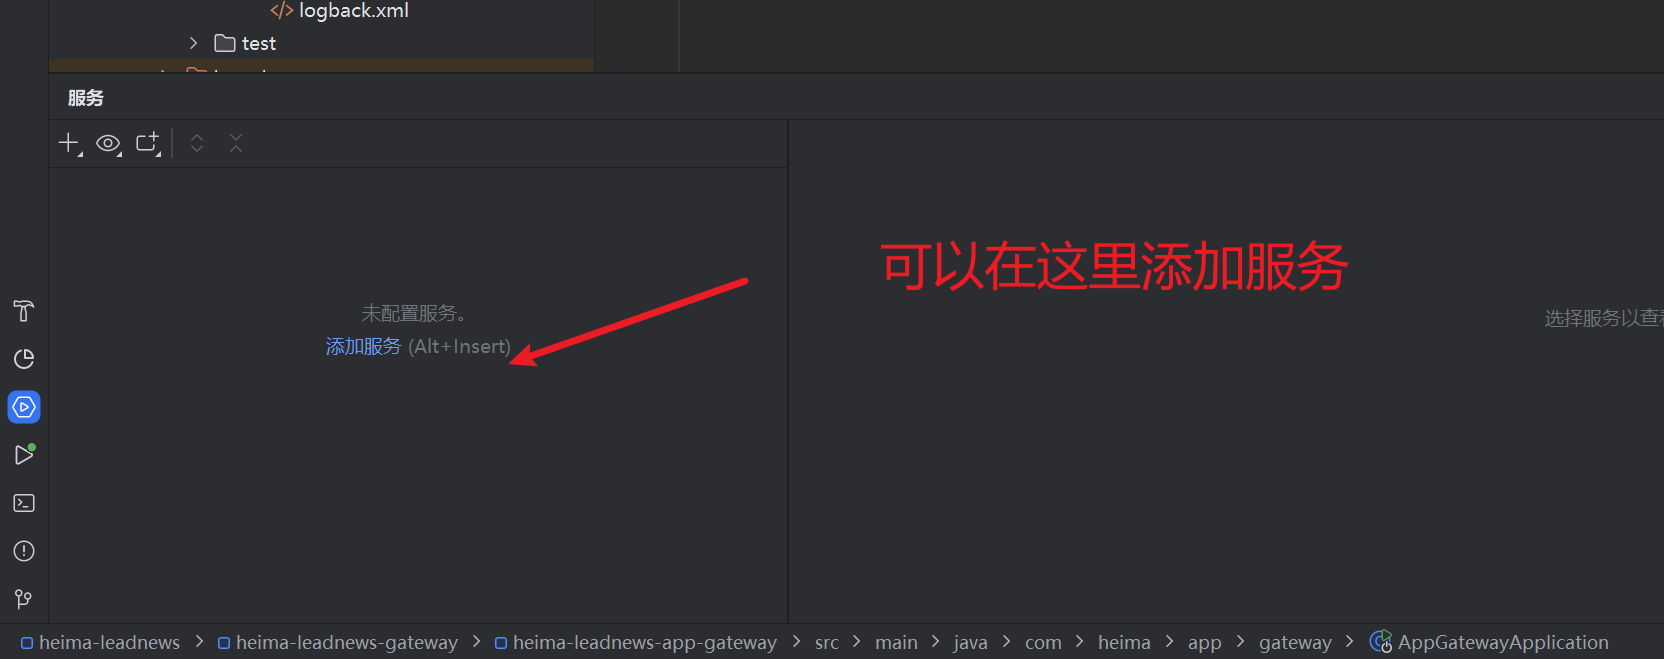 logback.xml
test
服务
可以在这里添加服务
未配置服务。
添加服务 (Alt+Insert)
选择服务以查
heima-leadnews > heima-leadnews-gateway > heima-leadnews-app-gateway > src > main > java > com > heima > app > gateway > AppGatewayApplication